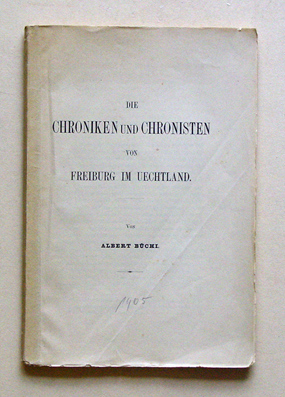 DIE
CHRONIKEN UND CHRONISTEN
VON
FREIBURG IM UECHTLAND.
Von
ALBERT BÜCHI.
1905